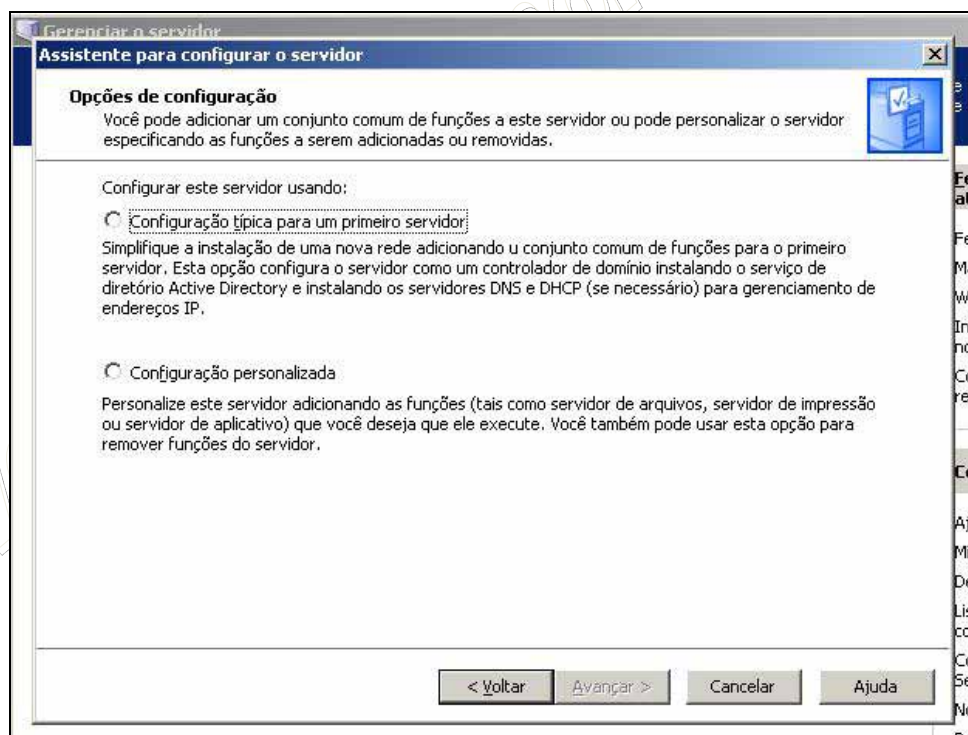 Gerenciar o servidor
Assistente para configurar o servidor
Opções de configuração
Você pode adicionar um conjunto comum de funções a este servidor ou pode personalizar o servidor
especificando as funções a serem adicionadas ou removidas.
Configurar este servidor usando:
Configuração típica para um primeiro servidor
Simplifique a instalação de uma nova rede adicionando u conjunto comum de funções para o primeiro
servidor. Esta opção configura o servidor como um controlador de domínio instalando o serviço de
diretório Active Directory e instalando os servidores DNS e DHCP (se necessário) para gerenciamento de
endereços IP.
Configuração personalizada
Personalize este servidor adicionando as funções (tais como servidor de arquivos, servidor de impressão
ou servidor de aplicativo) que você deseja que ele execute. Você também pode usar esta opção para
remover funções do servidor.
< Voltar
Avançar >
Cancelar
Ajuda